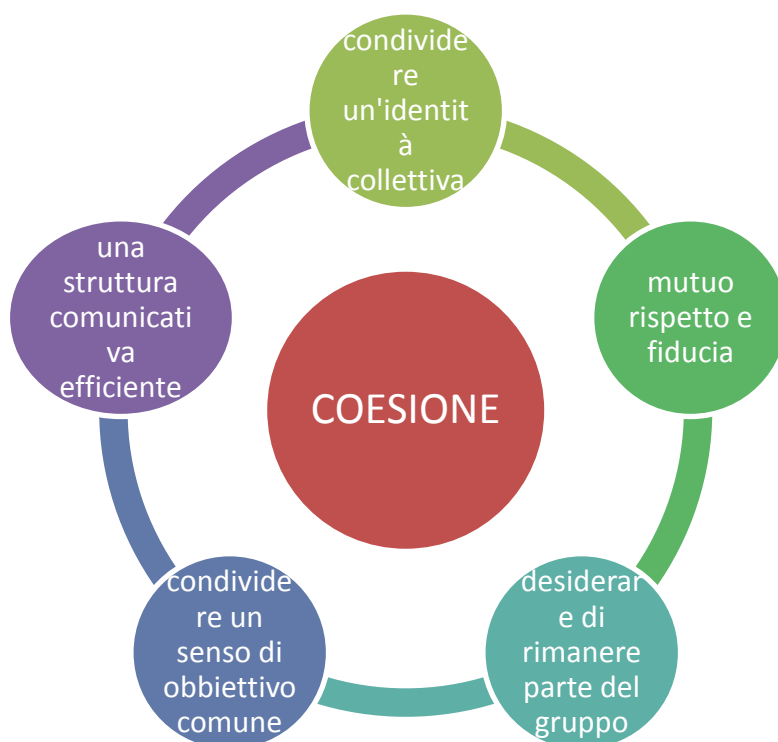 condivide
re
un'identit
à
collettiva
mutuo
rispetto e
fiducia
desiderar
e di
rimanere
parte del
gruppo
condivide
re un
senso di
obbiettivo
comune
una
struttura
comunicati
va
efficiente
COESIONE